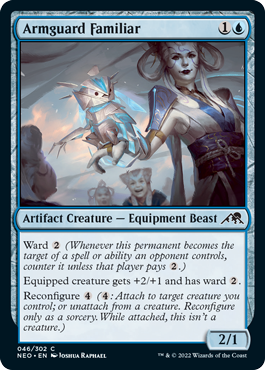 Armguard Familiar 1
Artifact Creature — Equipment Beast
Ward 2 (Whenever this permanent becomes the
target of a spell or ability an opponent controls,
counter it unless that player pays 2.)
Equipped creature gets +2/+1 and has ward 2.
Reconfigure 4 (4: Attach to target creature you
control; or unattach from a creature. Reconfigure
only as a sorcery. While attached, this isn't a
creature.)
2/1
046/302 C
NEO • EN JOSHUA RAPHAEL
™ & © 2022 Wizards of the Coast